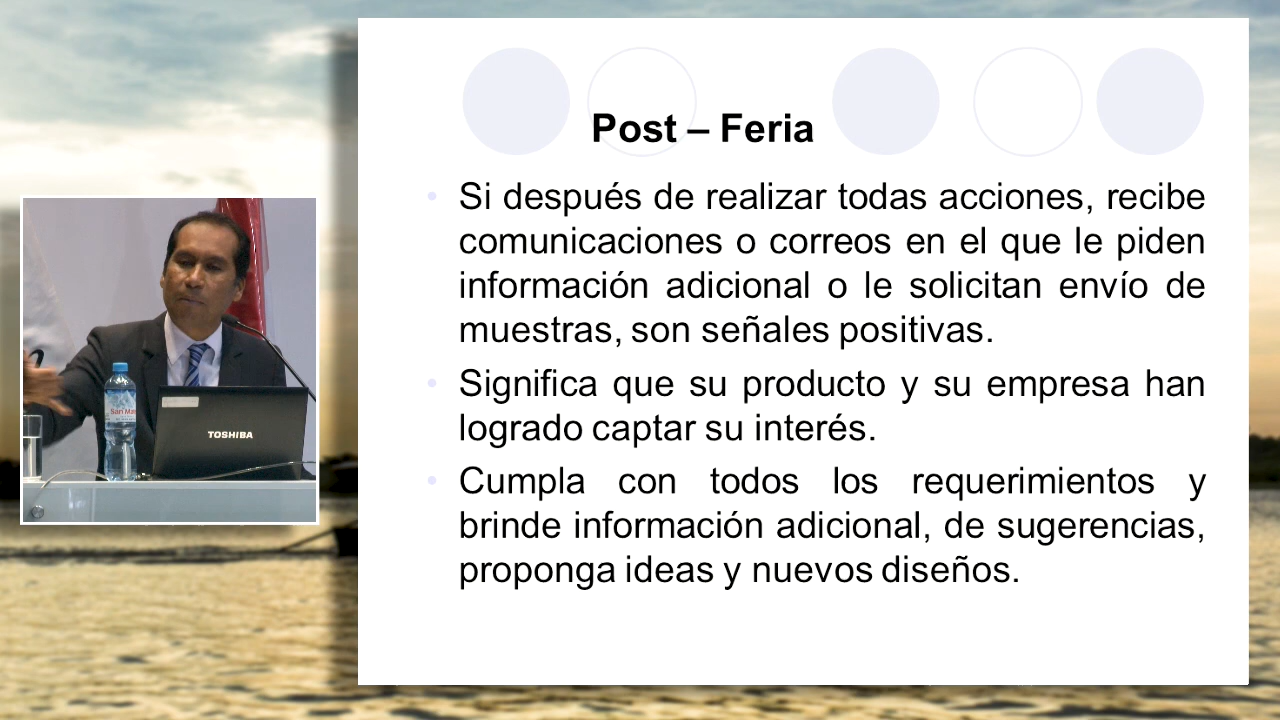 Post – Feria
Si después de realizar todas acciones, recibe
comunicaciones o correos en el que le piden
información adicional o le solicitan envío de
muestras, son señales positivas.
Significa que su producto y su empresa han
logrado captar su interés.
Cumpla con todos los requerimientos y
brinde información adicional, de sugerencias,
proponga ideas y nuevos diseños.
TOSHIBA